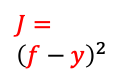 J =
(f − y)²